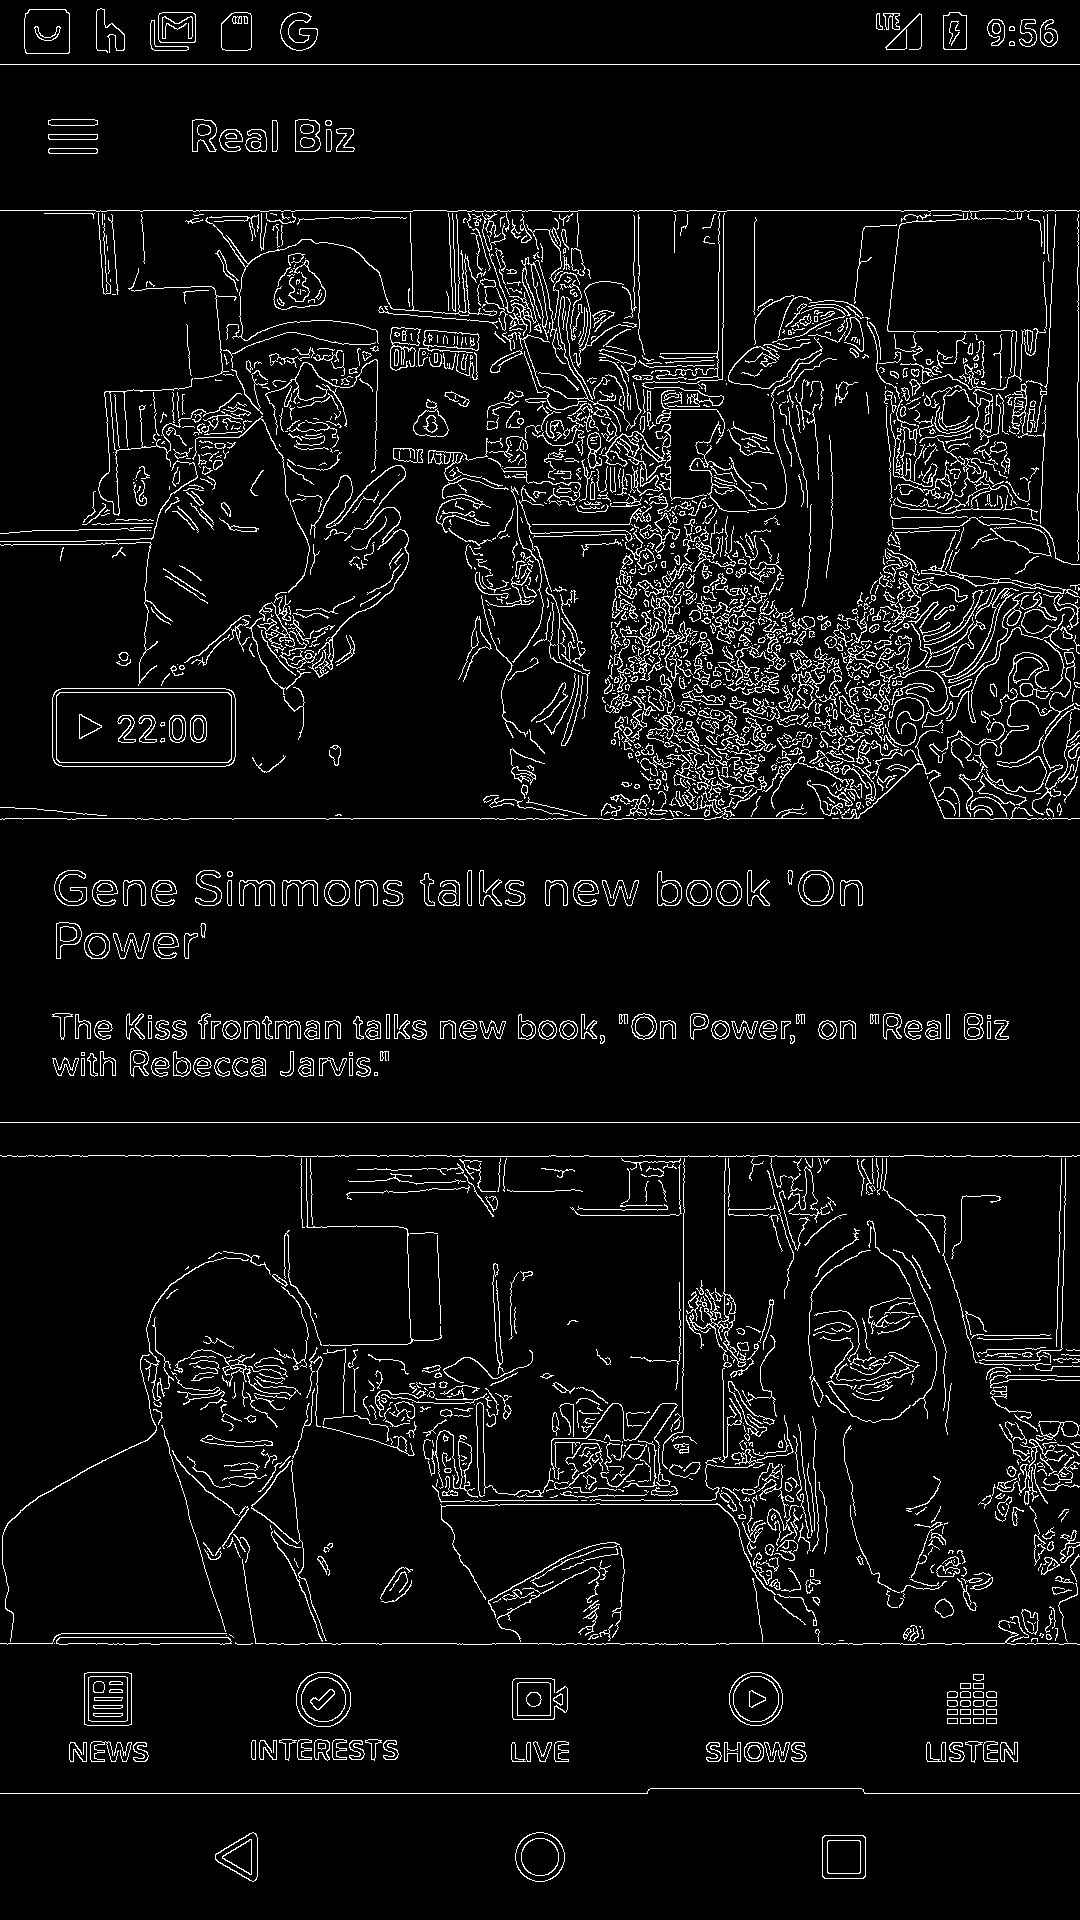 LTE 9:56
Real Biz
ON POWER
22:00
Gene Simmons talks new book 'On
Power'
The Kiss frontman talks new book, "On Power," on "Real Biz
with Rebecca Jarvis."
NEWS INTERESTS LIVE SHOWS LISTEN